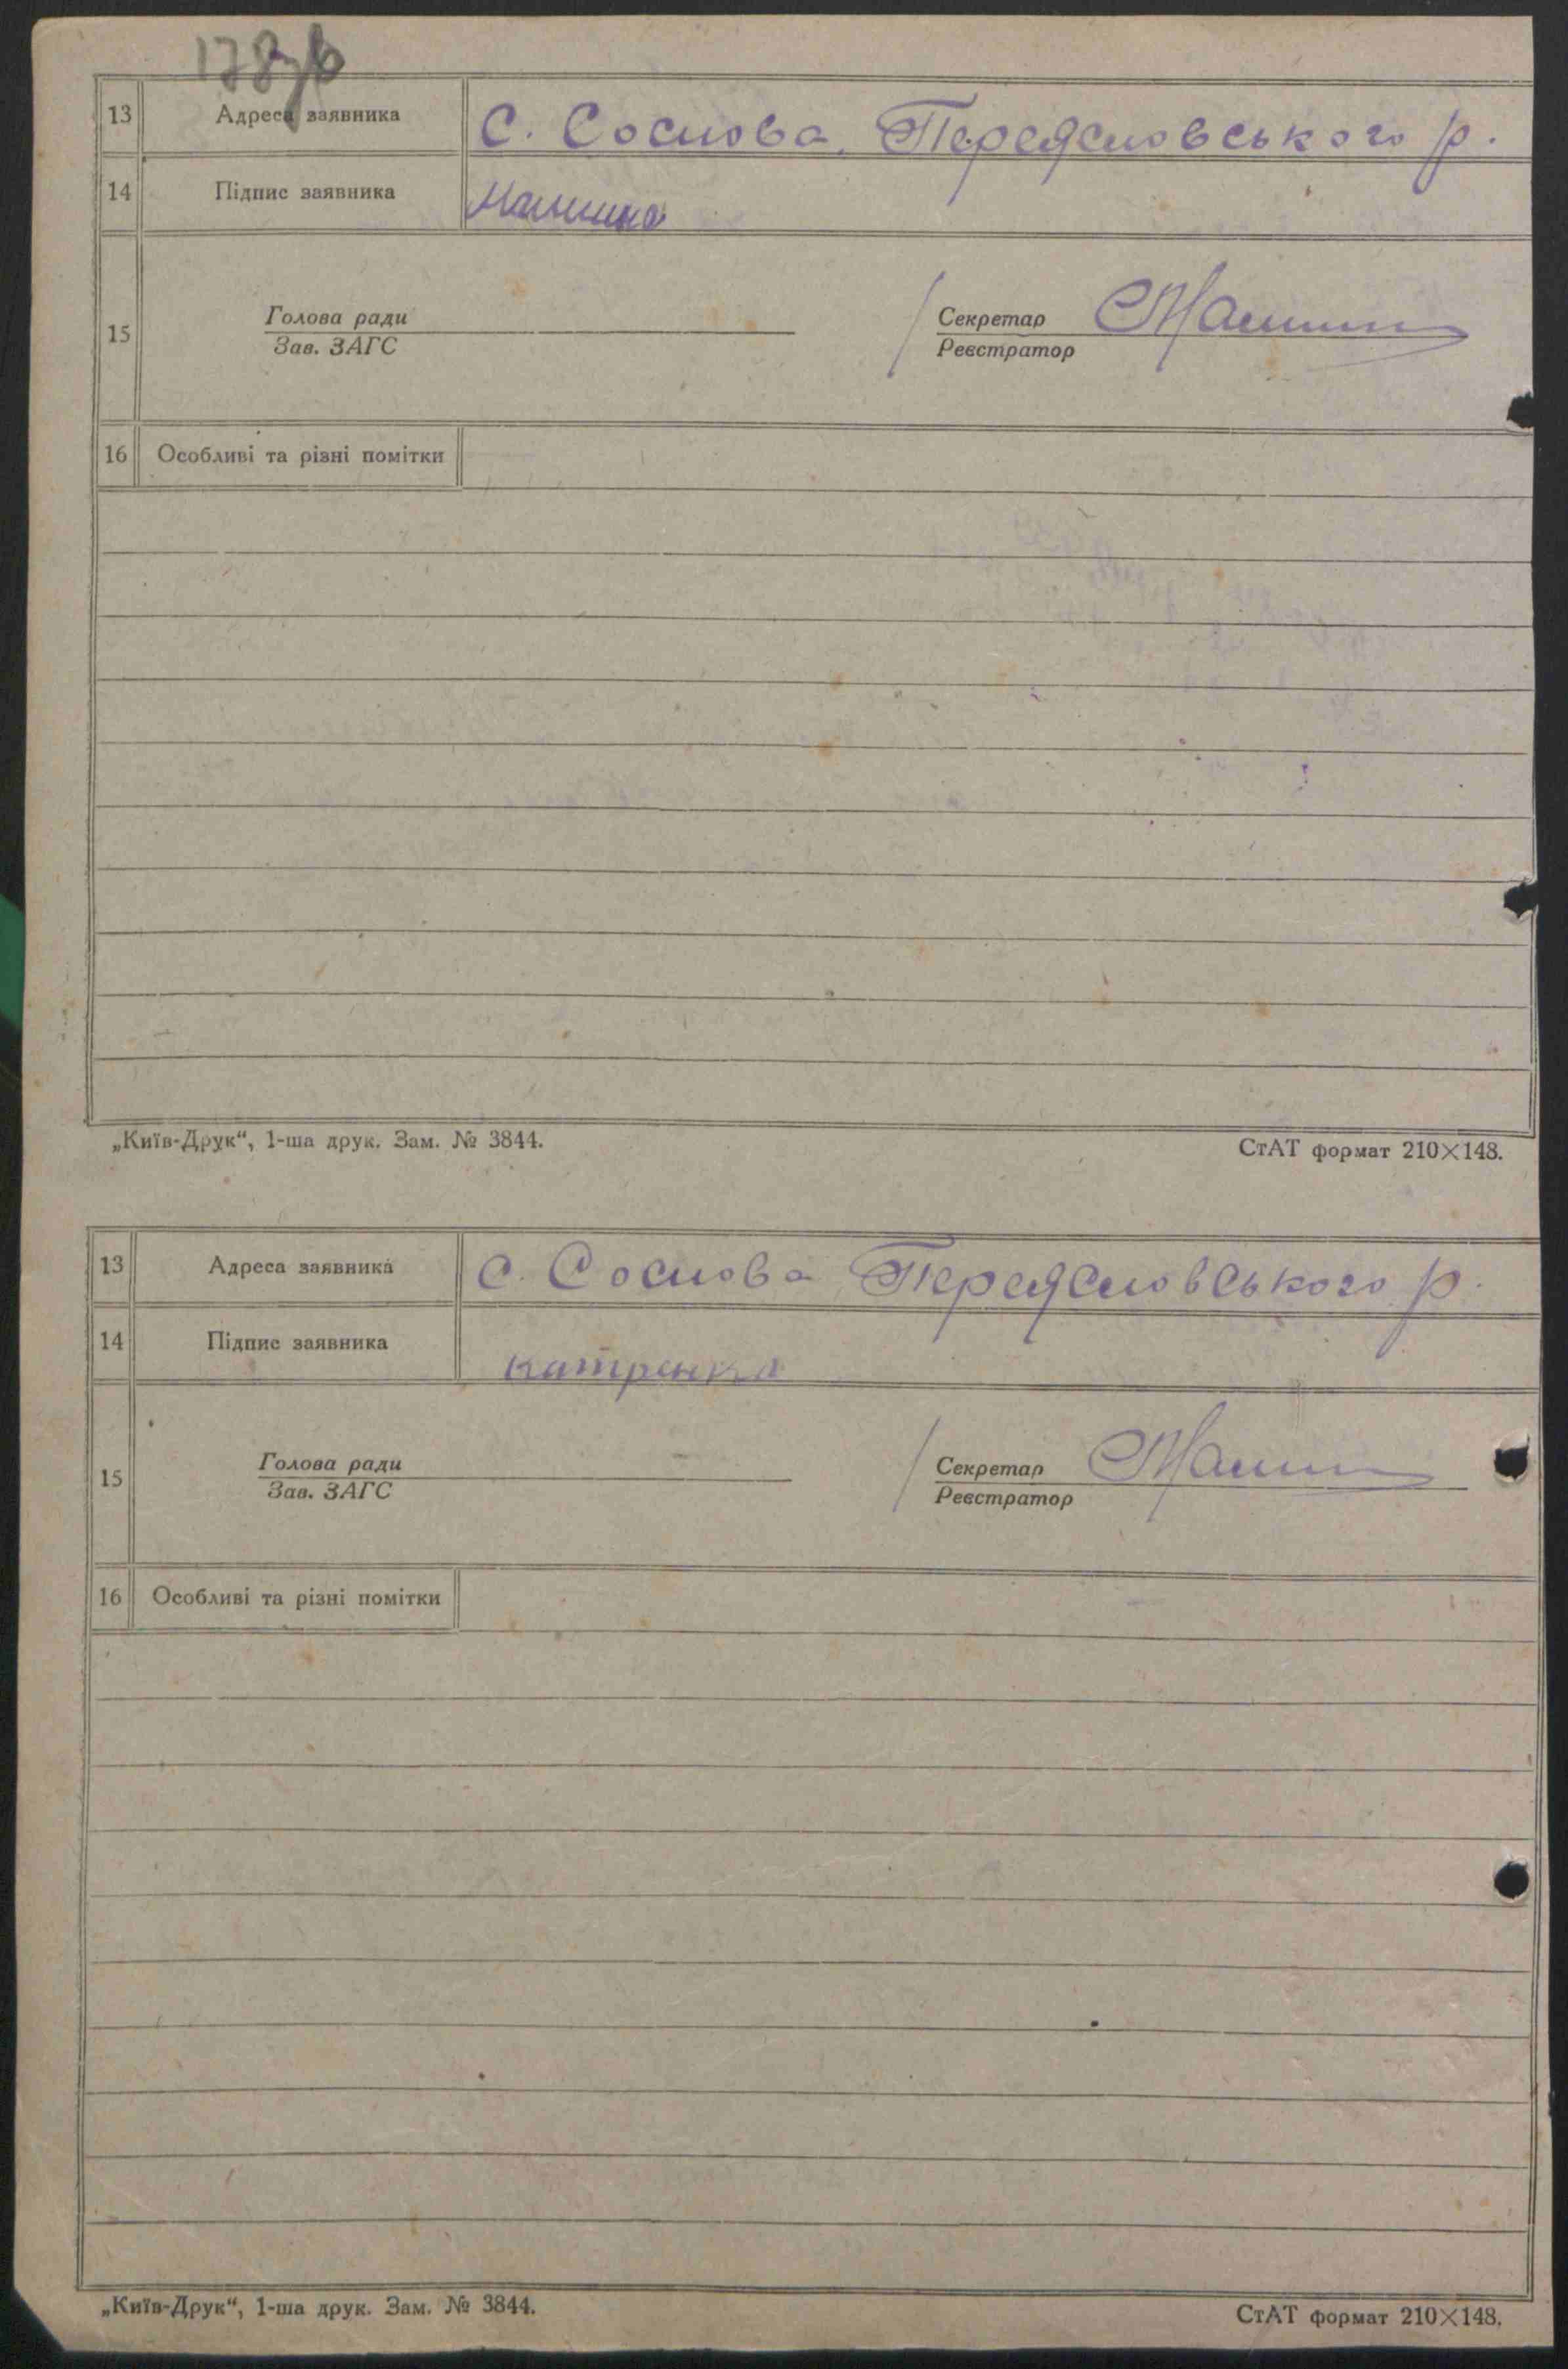 178зв
13 Адреса заявника С. Соснова, Переяславського р.
14 Підпис заявника
15 Голова ради Секретар
Зав. ЗАГС Реєстратор
16 Особливі та різні помітки
„Київ-Друк“, 1-ша друк. Зам. № 3844. СтАТ формат 210×148.
13 Адреса заявника С. Соснова Переяславського р.
14 Підпис заявника катренка
15 Голова ради Секретар
Зав. ЗАГС Реєстратор
16 Особливі та різні помітки
„Київ-Друк“, 1-ша друк. Зам. № 3844. СтАТ формат 210×148.